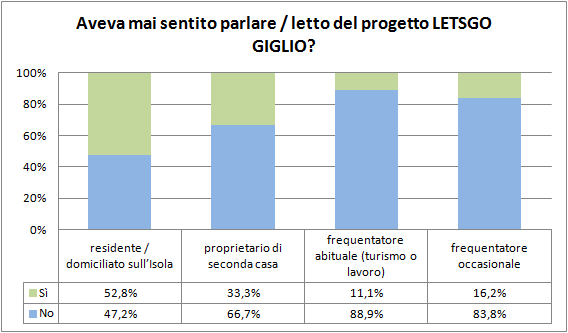 Aveva mai sentito parlare / letto del progetto LETSGO
GIGLIO?
100%
80%
60%
40%
20%
0%
residente /
domiciliato sull'Isola
proprietario di
seconda casa
frequentatore
abituale (turismo o
lavoro)
frequentatore
occasionale
Sì 52,8% 33,3% 11,1% 16,2%
No 47,2% 66,7% 88,9% 83,8%